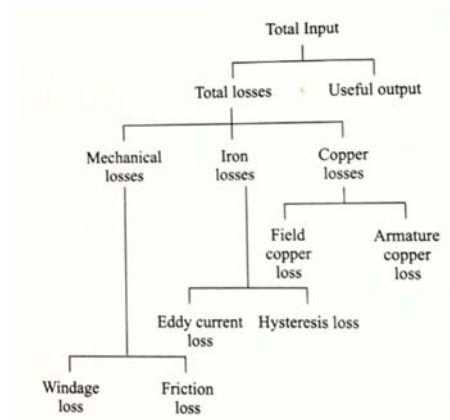 Total Input
Total losses
Useful output
Mechanical
losses
Iron
losses
Copper
losses
Field
copper
loss
Armature
copper
loss
Eddy current
loss
Hysteresis loss
Windage
loss
Friction
loss